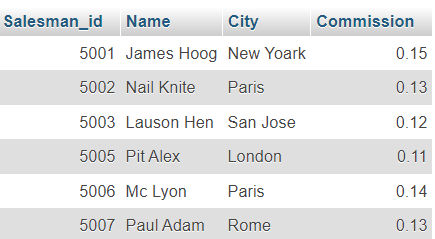 Salesman_id Name City Commission
5001 James Hoog New Yoark 0.15
5002 Nail Knite Paris 0.13
5003 Lauson Hen San Jose 0.12
5005 Pit Alex London 0.11
5006 Mc Lyon Paris 0.14
5007 Paul Adam Rome 0.13